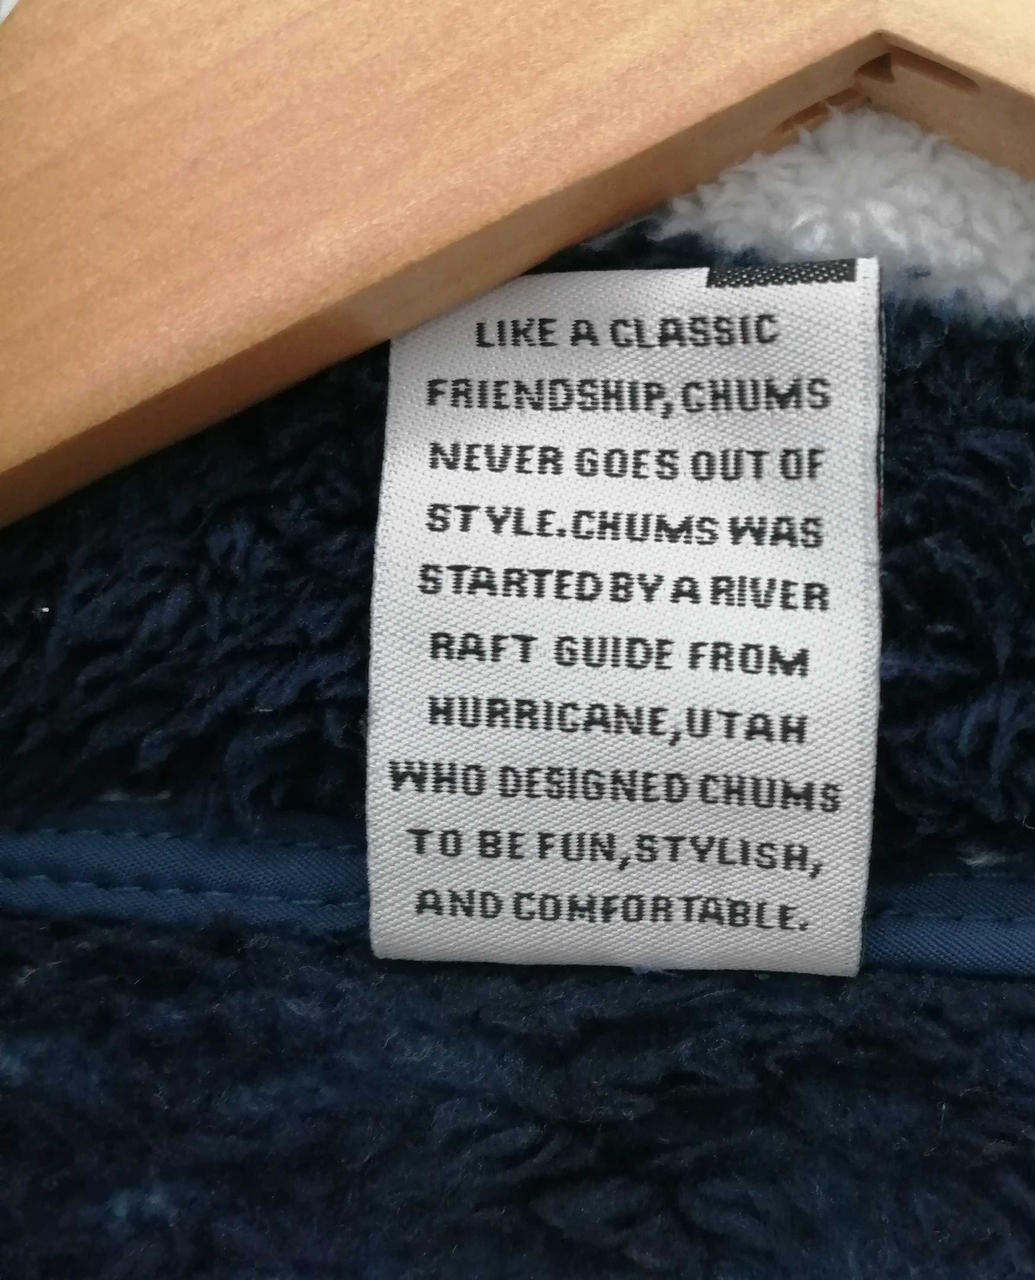 LIKE A CLASSIC
FRIENDSHIP, CHUMS
NEVER GOES OUT OF
STYLE. CHUMS WAS
STARTED BY A RIVER
RAFT GUIDE FROM
HURRICANE, UTAH
WHO DESIGNED CHUMS
TO BE FUN, STYLISH,
AND COMFORTABLE.